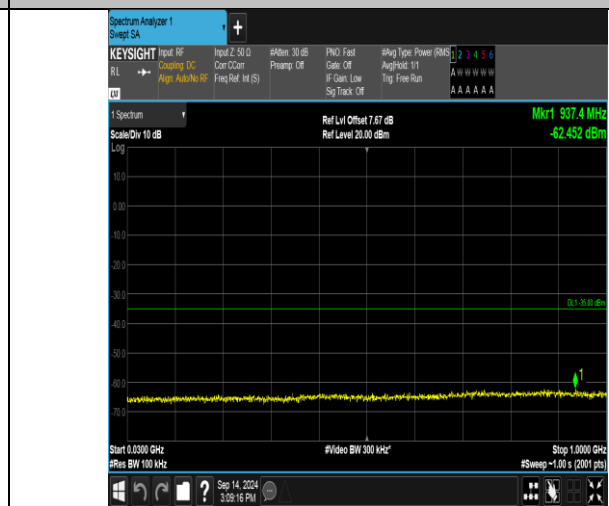 Spectrum Analyzer 1
Swept SA
+
KEYSIGHT
RL
Input: RF
Coupling: DC
Align: Auto/No RF
Input Z: 50 Ω
Corr CCorr
Freq Ref: Int (S)
#Atten: 30 dB
Preamp: Off
PNO: Fast
Gate: Off
IF Gain: Low
Sig Track: Off
#Avg Type: Power (RMS
Avg|Hold: 1/1
Trig: Free Run
1 2 3 4 5 6
A W W W W W
A A A A A A
1 Spectrum
Scale/Div 10 dB
Log
Ref Lvl Offset 7.67 dB
Ref Level 20.00 dBm
Mkr1 937.4 MHz
-62.452 dBm
10.0
0.00
-10.0
-20.0
-30.0
DL1 -35.00 dBm
-40.0
-50.0
-60.0
1
-70.0
Start 0.0300 GHz
#Res BW 100 kHz
#Video BW 300 kHz*
Stop 1.0000 GHz
#Sweep ~1.00 s (2001 pts)
?
Sep 14, 2024
3:09:16 PM